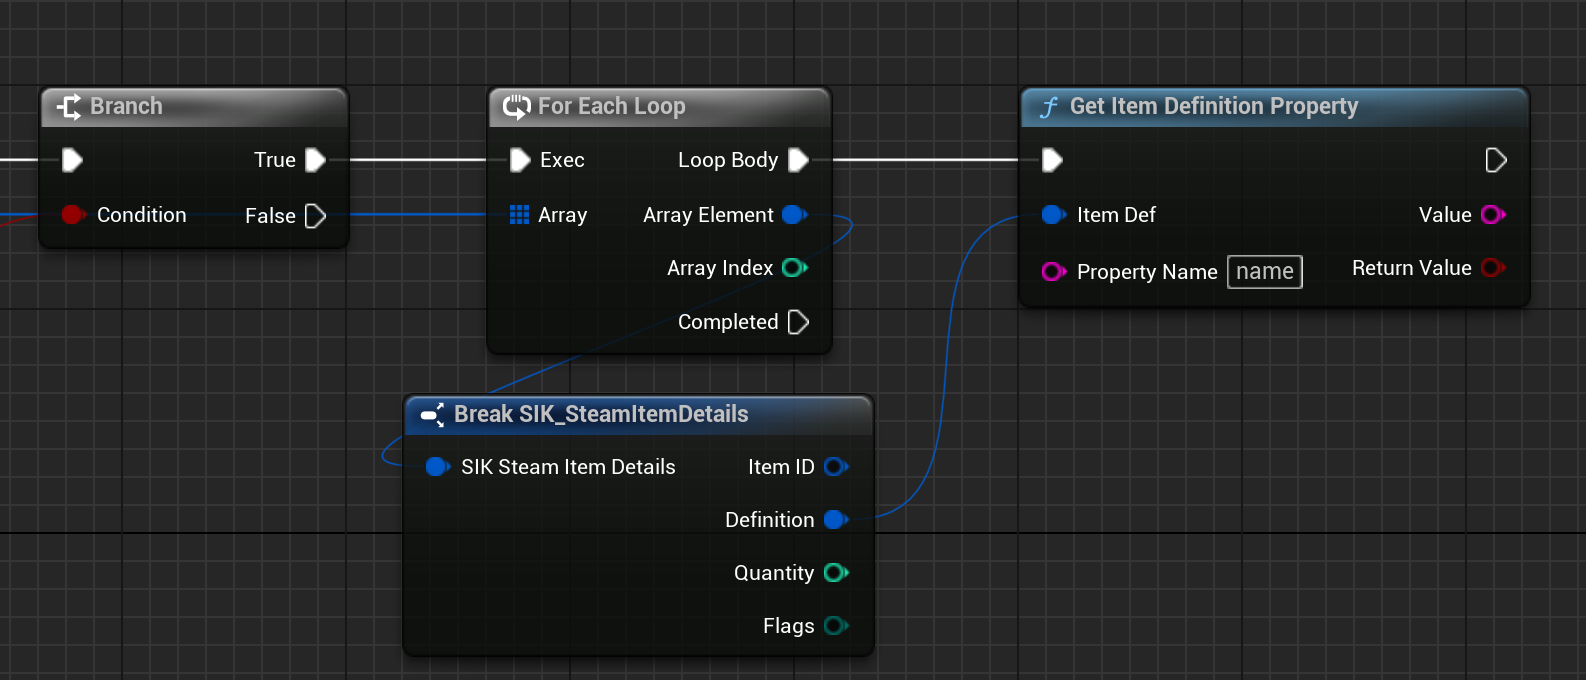 Branch
True
Condition
False
For Each Loop
Exec
Loop Body
Array
Array Element
Array Index
Completed
Get Item Definition Property
Item Def
Value
Property Name name
Return Value
Break SIK_SteamItemDetails
SIK Steam Item Details
Item ID
Definition
Quantity
Flags